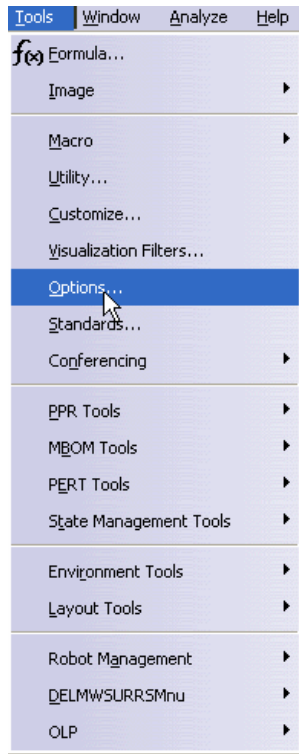 Tools Window Analyze Help
f(x) Formula...
Image
Macro
Utility...
Customize...
Visualization Filters...
Options...
Standards...
Conferencing
PPR Tools
MBOM Tools
PERT Tools
State Management Tools
Environment Tools
Layout Tools
Robot Management
DELMWSURRSMnu
OLP